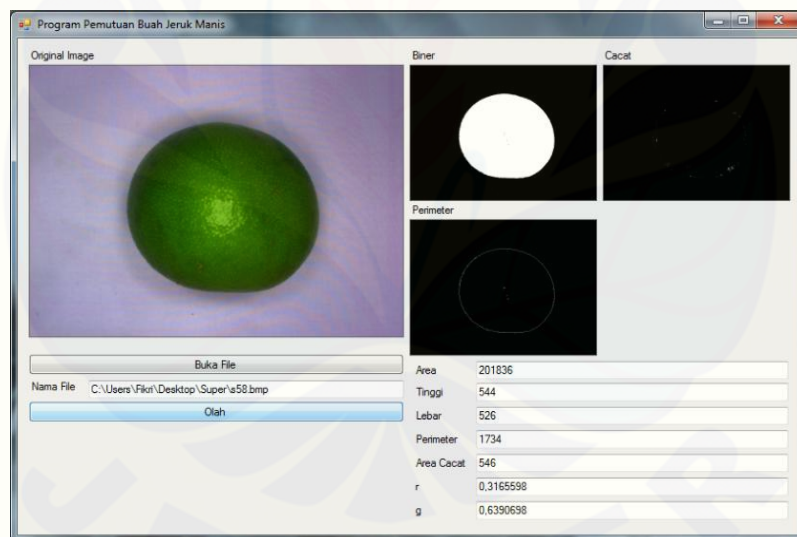 Program Pemutuan Buah Jeruk Manis
Original Image
Biner
Cacat
Perimeter
Buka File
Nama File C:\Users\Fikri\Desktop\Super\s58.bmp
Olah
Area 201836
Tinggi 544
Lebar 526
Perimeter 1734
Area Cacat 546
r 0,3165598
g 0,6390698